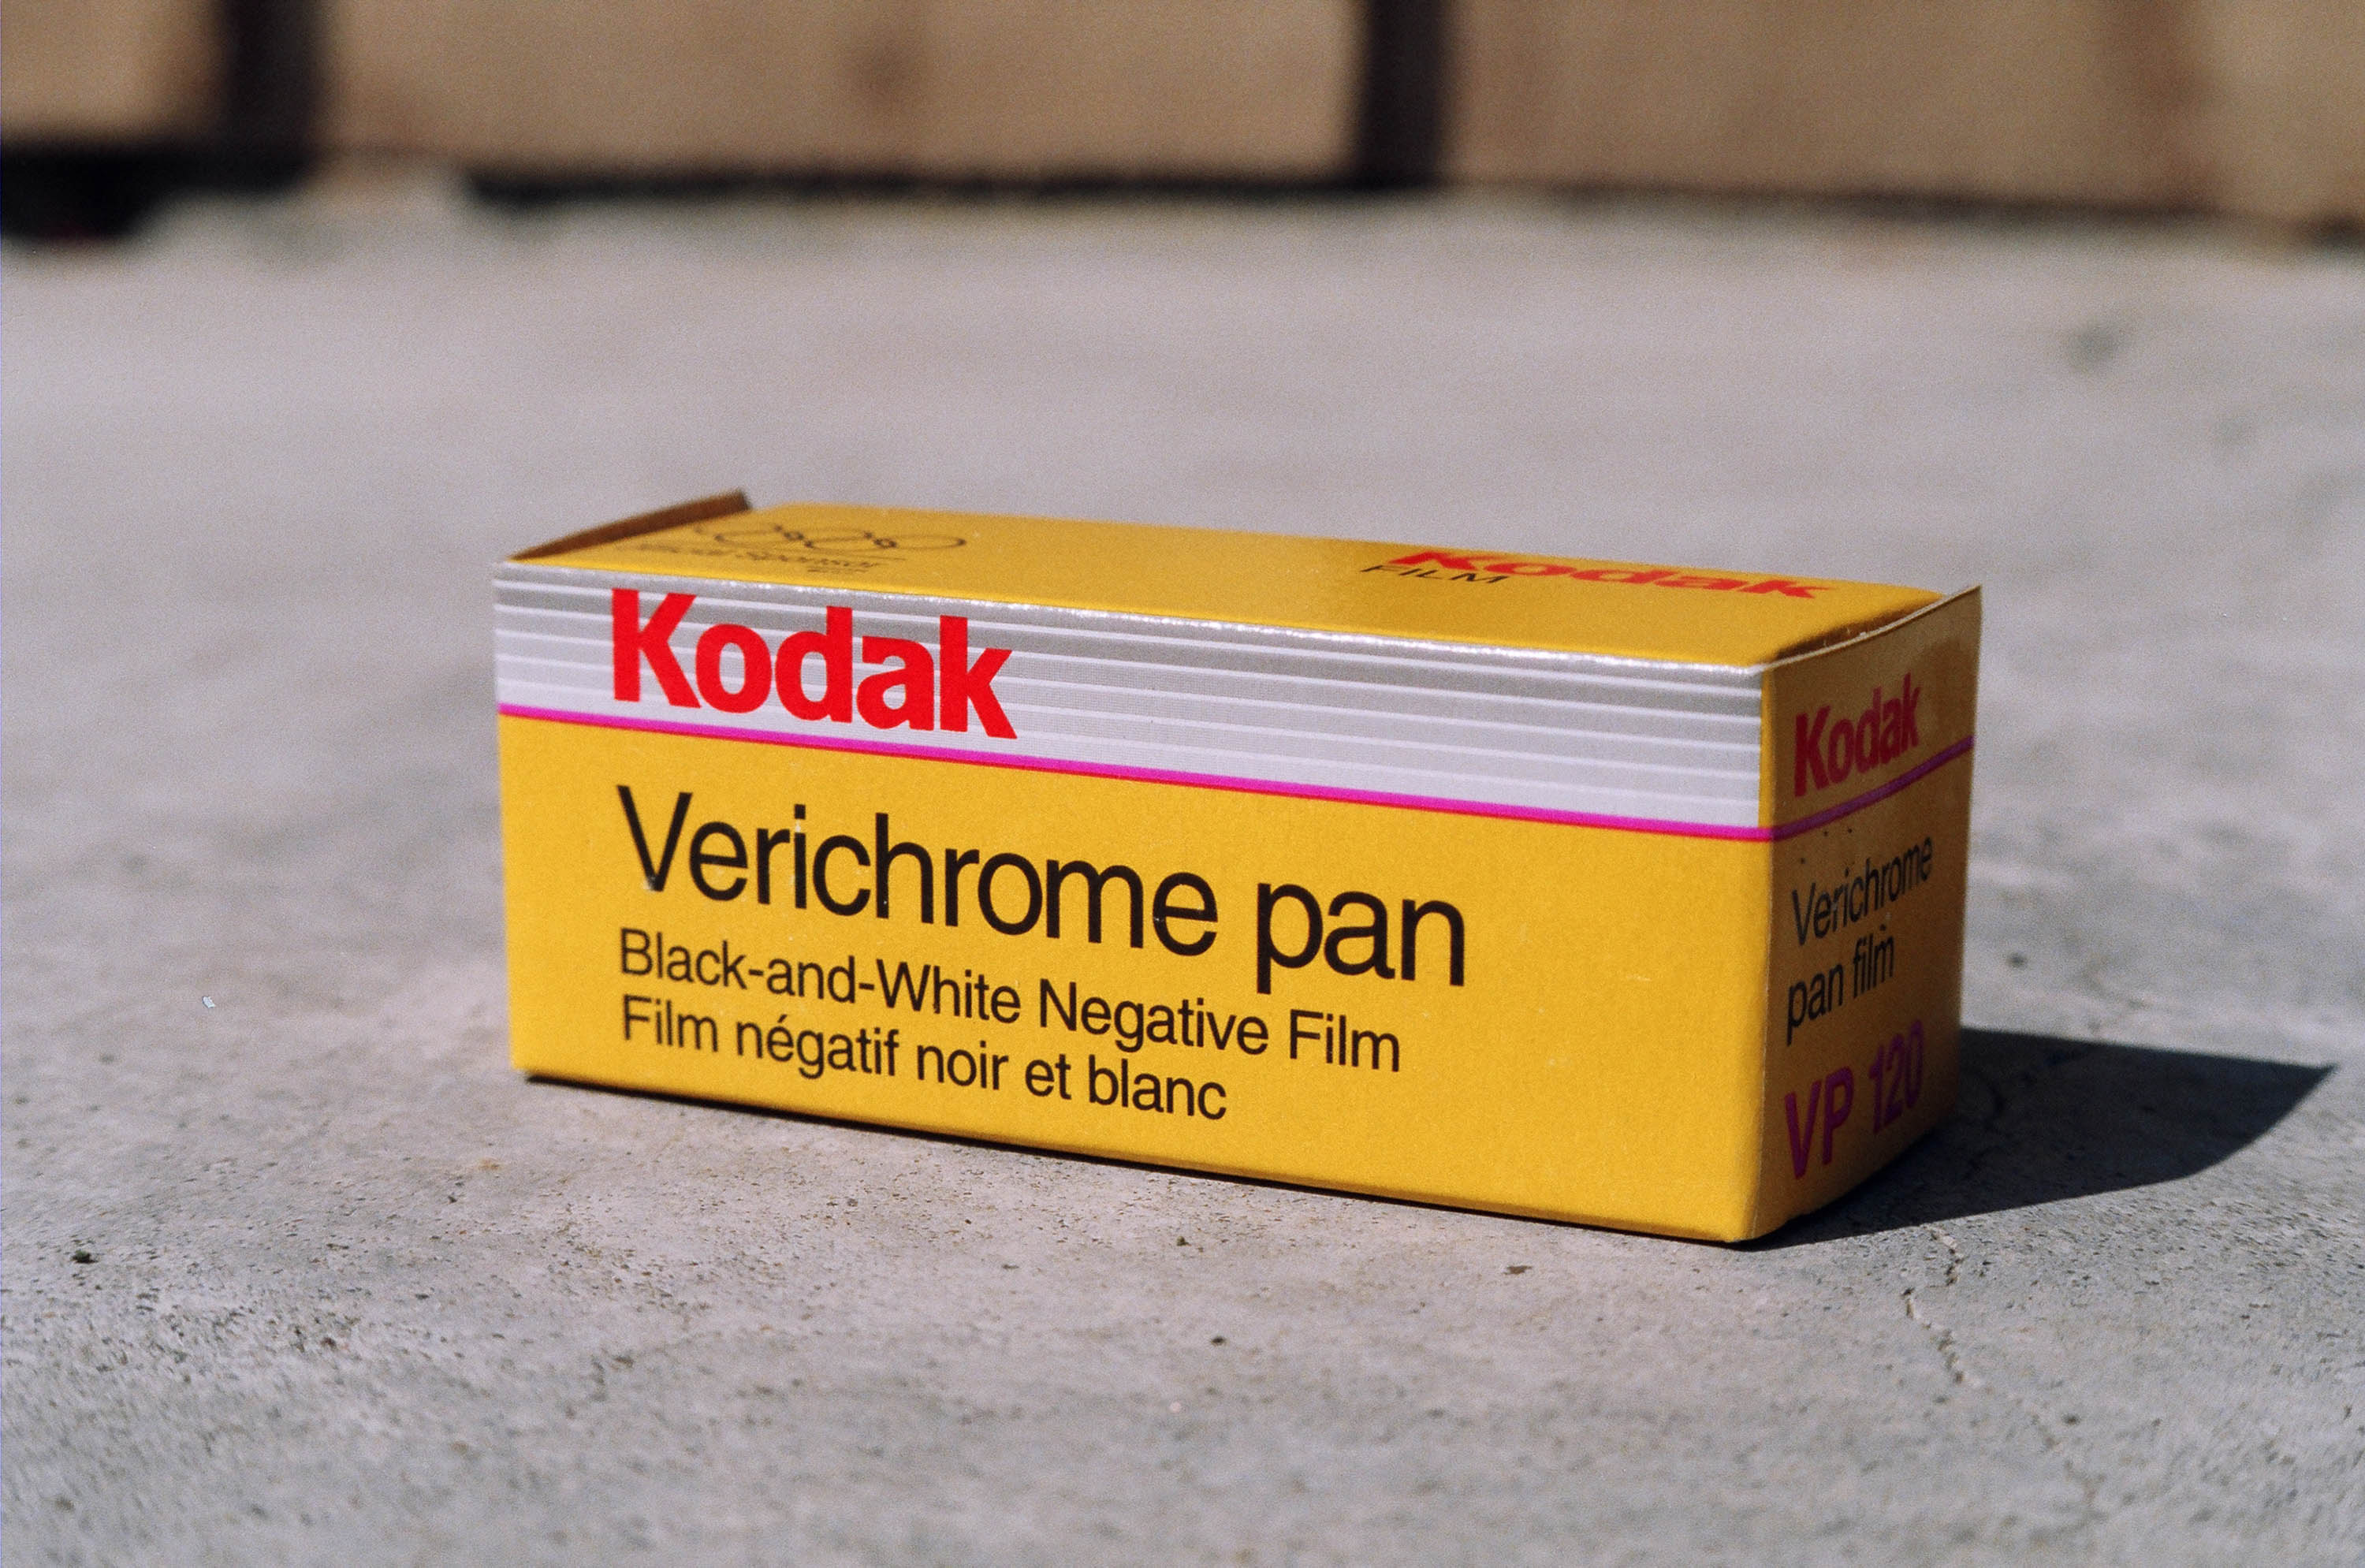 Sponsor
Kodak
FILM
Kodak
Verichrome pan
Black-and-White Negative Film
Film négatif noir et blanc
Kodak
Verichrome
pan film
VP 120